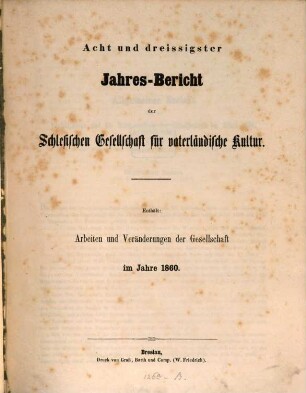 Acht und dreissigster
Jahres-Bericht
der
Schlesischen Gesellschaft für vaterländische Kultur.
Enthält:
Arbeiten und Veränderungen der Gesellschaft
im Jahre 1860.
Breslau,
Druck von Graß, Barth und Comp. (W. Friedrich).